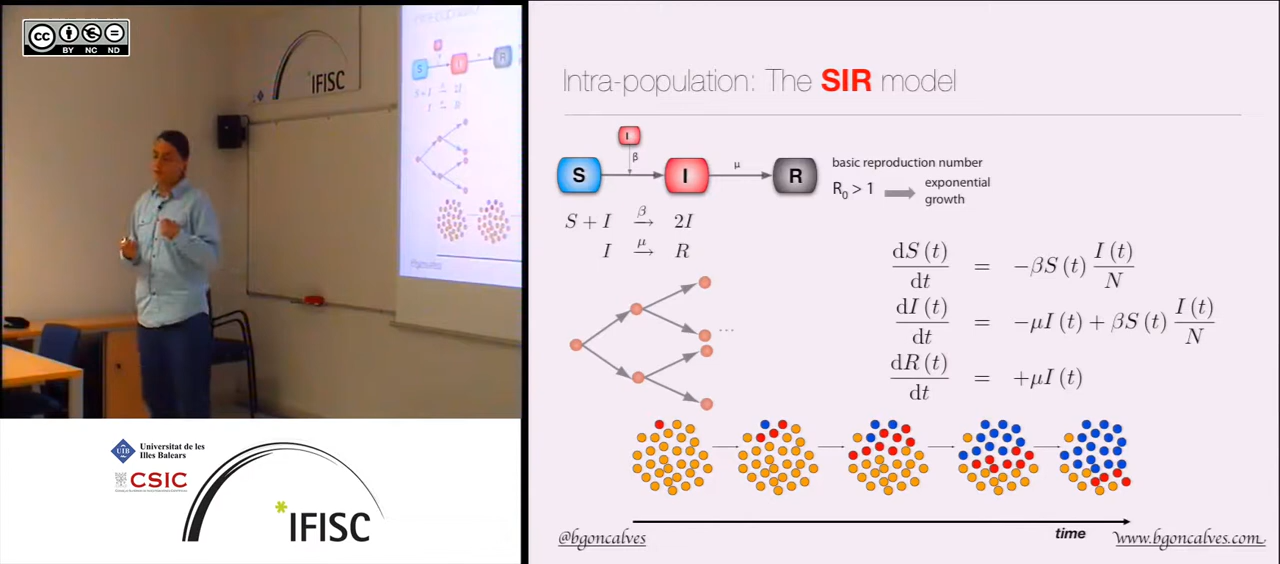 cc
BY NC ND
IFISC
S
I
R
Intra-population: The SIR model
I
β
S
I
μ
R
basic reproduction number
R₀ > 1
exponential
growth
S + I β→ 2I
I μ→ R
dS (t)/dt = −βS (t) I (t)/N
dI (t)/dt = −μI (t) + βS (t) I (t)/N
dR (t)/dt = +μI (t)
...
time
@bgoncalves
www.bgoncalves.com
UIB
Universitat de les
Illes Balears
CSIC
*IFISC